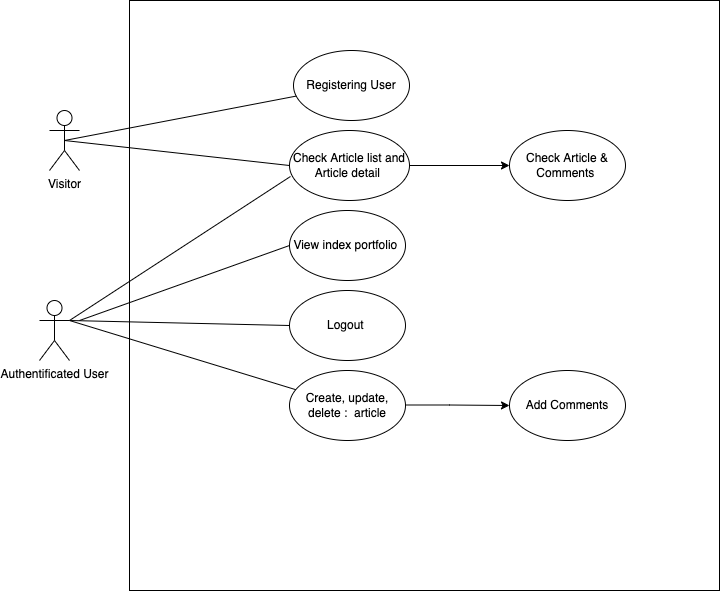 Registering User
Visitor
Check Article list and
Article detail
Check Article &
Comments
View index portfolio
Authentificated User
Logout
Create, update,
delete :  article
Add Comments